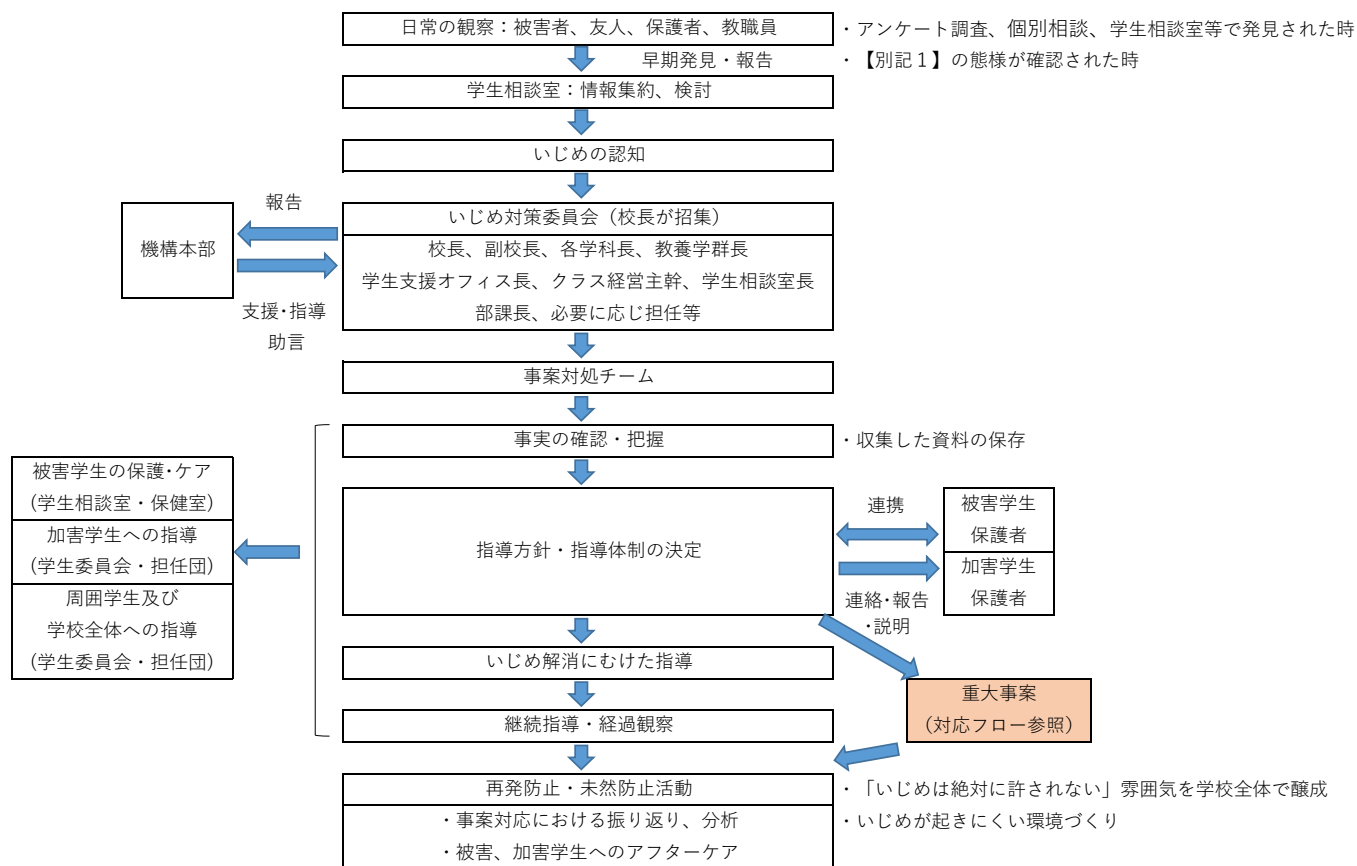 日常の観察：被害者、友人、保護者、教職員
・アンケート調査、個別相談、学生相談室等で発見された時
早期発見・報告
・【別記１】の態様が確認された時
学生相談室：情報集約、検討
いじめの認知
報告
いじめ対策委員会（校長が招集）
機構本部
校長、副校長、各学科長、教養学群長
学生支援オフィス長、クラス経営主幹、学生相談室長
部課長、必要に応じ担任等
支援・指導
助言
事案対処チーム
事実の確認・把握
・収集した資料の保存
被害学生の保護・ケア
(学生相談室・保健室)
加害学生への指導
(学生委員会・担任団)
周囲学生及び
学校全体への指導
(学生委員会・担任団)
指導方針・指導体制の決定
連携
被害学生
保護者
加害学生
保護者
連絡・報告
・説明
いじめ解消にむけた指導
重大事案
(対応フロー参照)
継続指導・経過観察
再発防止・未然防止活動
・「いじめは絶対に許されない」雰囲気を学校全体で醸成
・事案対応における振り返り、分析
・いじめが起きにくい環境づくり
・被害、加害学生へのアフターケア